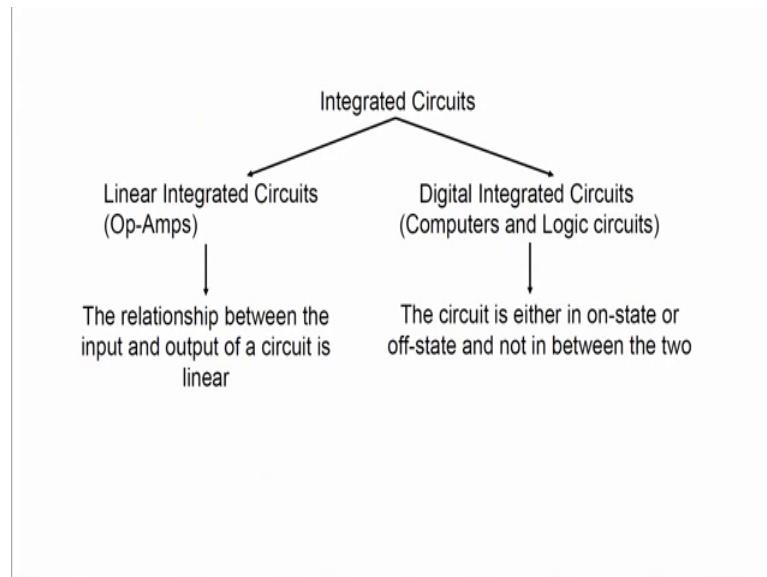 Integrated Circuits
Linear Integrated Circuits
(Op-Amps)
Digital Integrated Circuits
(Computers and Logic circuits)
The relationship between the
input and output of a circuit is
linear
The circuit is either in on-state or
off-state and not in between the two